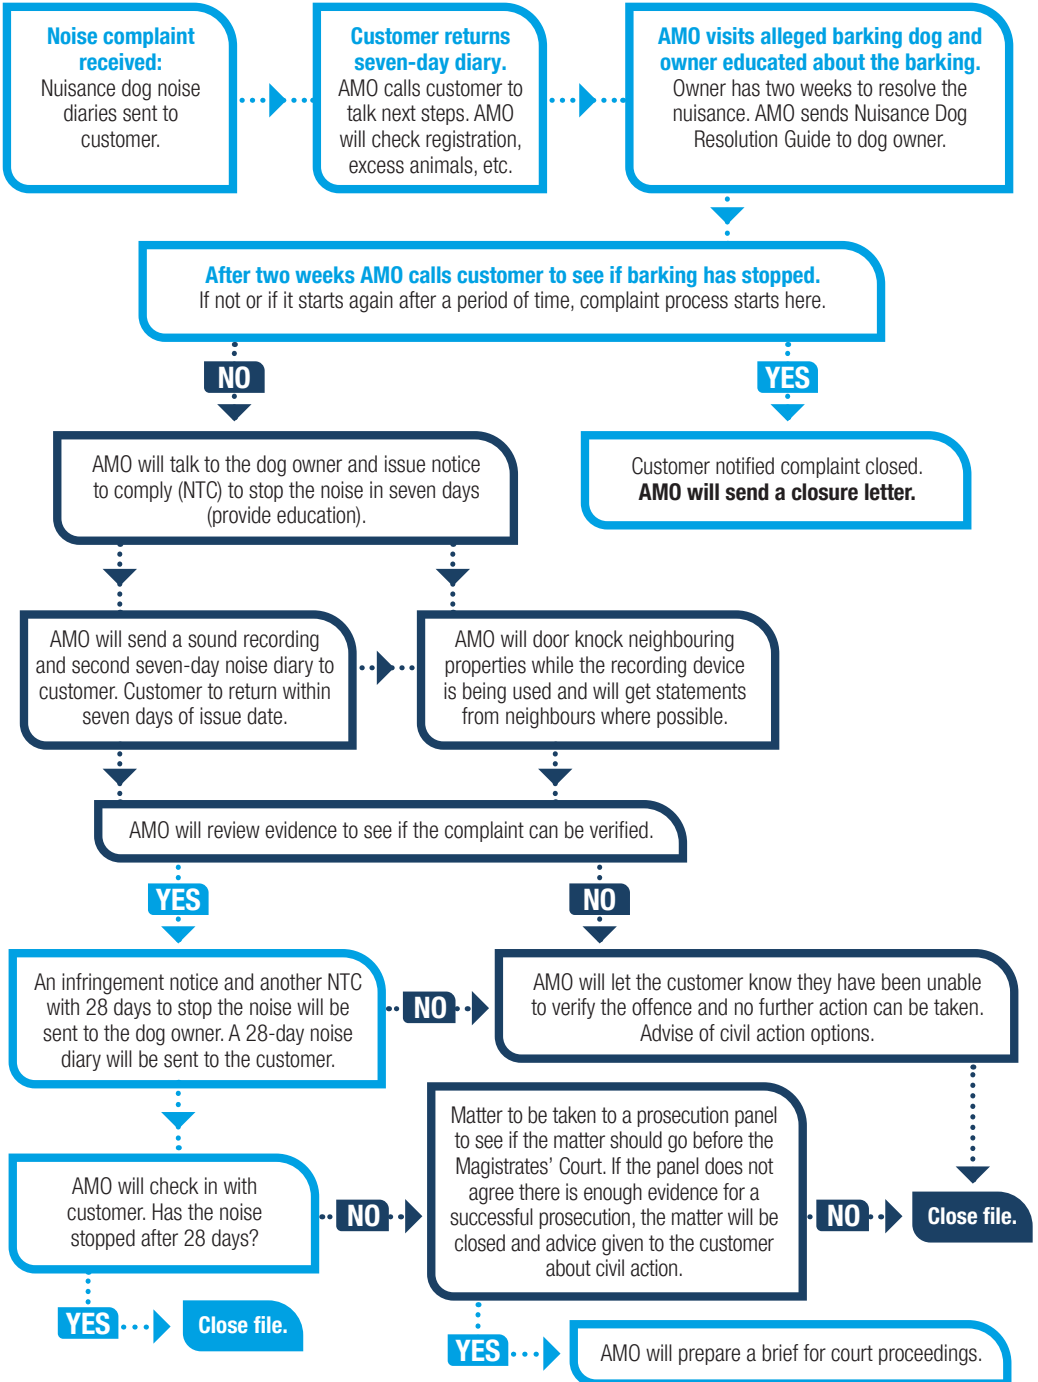 Noise complaint
received:
Nuisance dog noise
diaries sent to
customer.
Customer returns
seven-day diary.
AMO calls customer to
talk next steps. AMO
will check registration,
excess animals, etc.
AMO visits alleged barking dog and
owner educated about the barking.
Owner has two weeks to resolve the
nuisance. AMO sends Nuisance Dog
Resolution Guide to dog owner.
After two weeks AMO calls customer to see if barking has stopped.
If not or if it starts again after a period of time, complaint process starts here.
NO
YES
AMO will talk to the dog owner and issue notice
to comply (NTC) to stop the noise in seven days
(provide education).
Customer notified complaint closed.
AMO will send a closure letter.
AMO will send a sound recording
and second seven-day noise diary to
customer. Customer to return within
seven days of issue date.
AMO will door knock neighbouring
properties while the recording device
is being used and will get statements
from neighbours where possible.
AMO will review evidence to see if the complaint can be verified.
YES
NO
An infringement notice and another NTC
with 28 days to stop the noise will be
sent to the dog owner. A 28-day noise
diary will be sent to the customer.
NO
AMO will let the customer know they have been unable
to verify the offence and no further action can be taken.
Advise of civil action options.
AMO will check in with
customer. Has the noise
stopped after 28 days?
NO
Matter to be taken to a prosecution panel
to see if the matter should go before the
Magistrates' Court. If the panel does not
agree there is enough evidence for a
successful prosecution, the matter will be
closed and advice given to the customer
about civil action.
NO
Close file.
YES
Close file.
YES
AMO will prepare a brief for court proceedings.